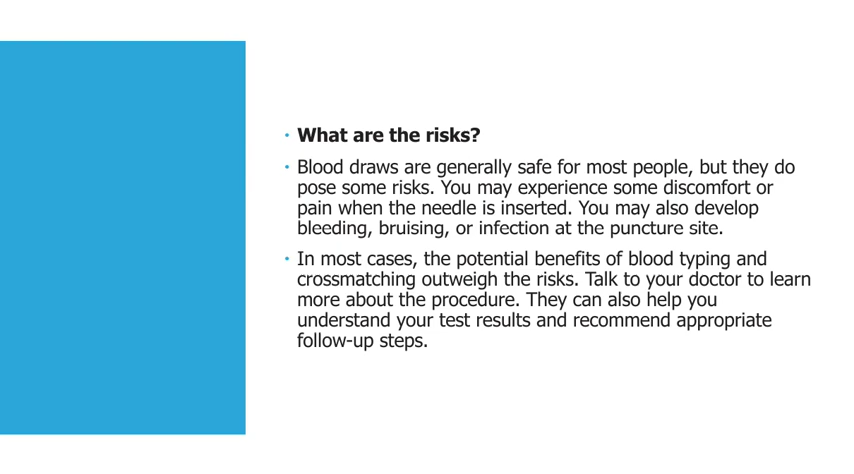 • What are the risks?
• Blood draws are generally safe for most people, but they do
pose some risks. You may experience some discomfort or
pain when the needle is inserted. You may also develop
bleeding, bruising, or infection at the puncture site.
• In most cases, the potential benefits of blood typing and
crossmatching outweigh the risks. Talk to your doctor to learn
more about the procedure. They can also help you
understand your test results and recommend appropriate
follow-up steps.